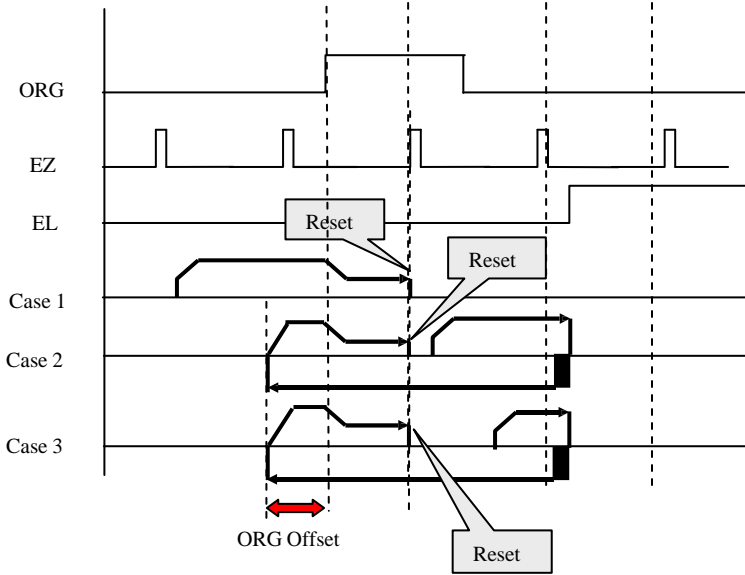 ORG
EZ
EL
Reset
Reset
Case 1
Case 2
Case 3
ORG Offset
Reset